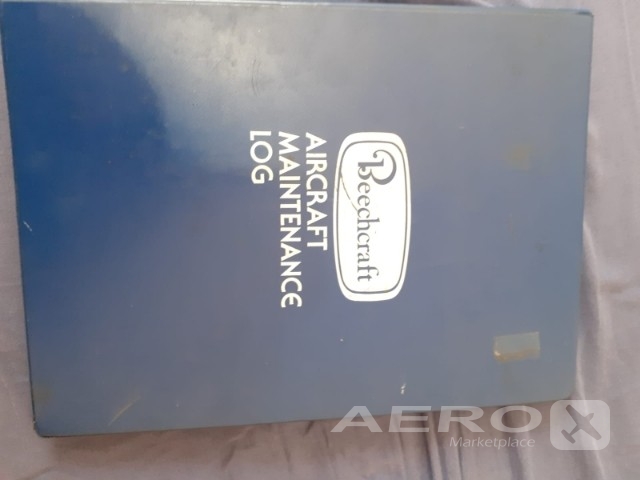 Beechcraft
AIRCRAFT
MAINTENANCE
LOG
AERO X
Marketplace